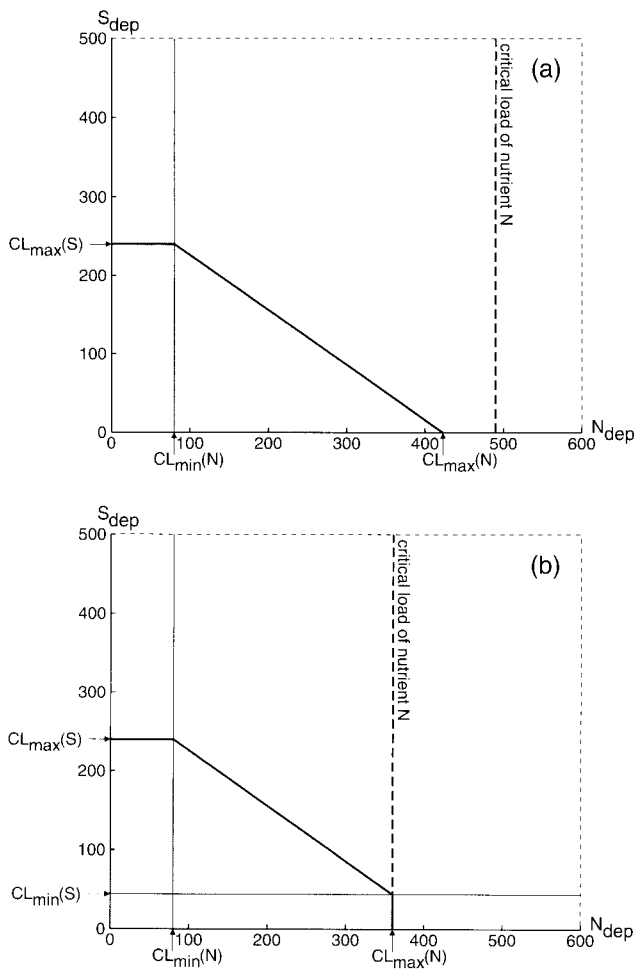 S_dep
500
(a)
critical load of nutrient N
400
300
CL_max(S)
200
100
0
N_dep
0 100 200 300 400 500 600
CL_min(N) CL_max(N)
S_dep
500
(b)
critical load of nutrient N
400
300
CL_max(S)
200
100
CL_min(S)
0
N_dep
0 100 200 300 400 500 600
CL_min(N) CL_max(N)